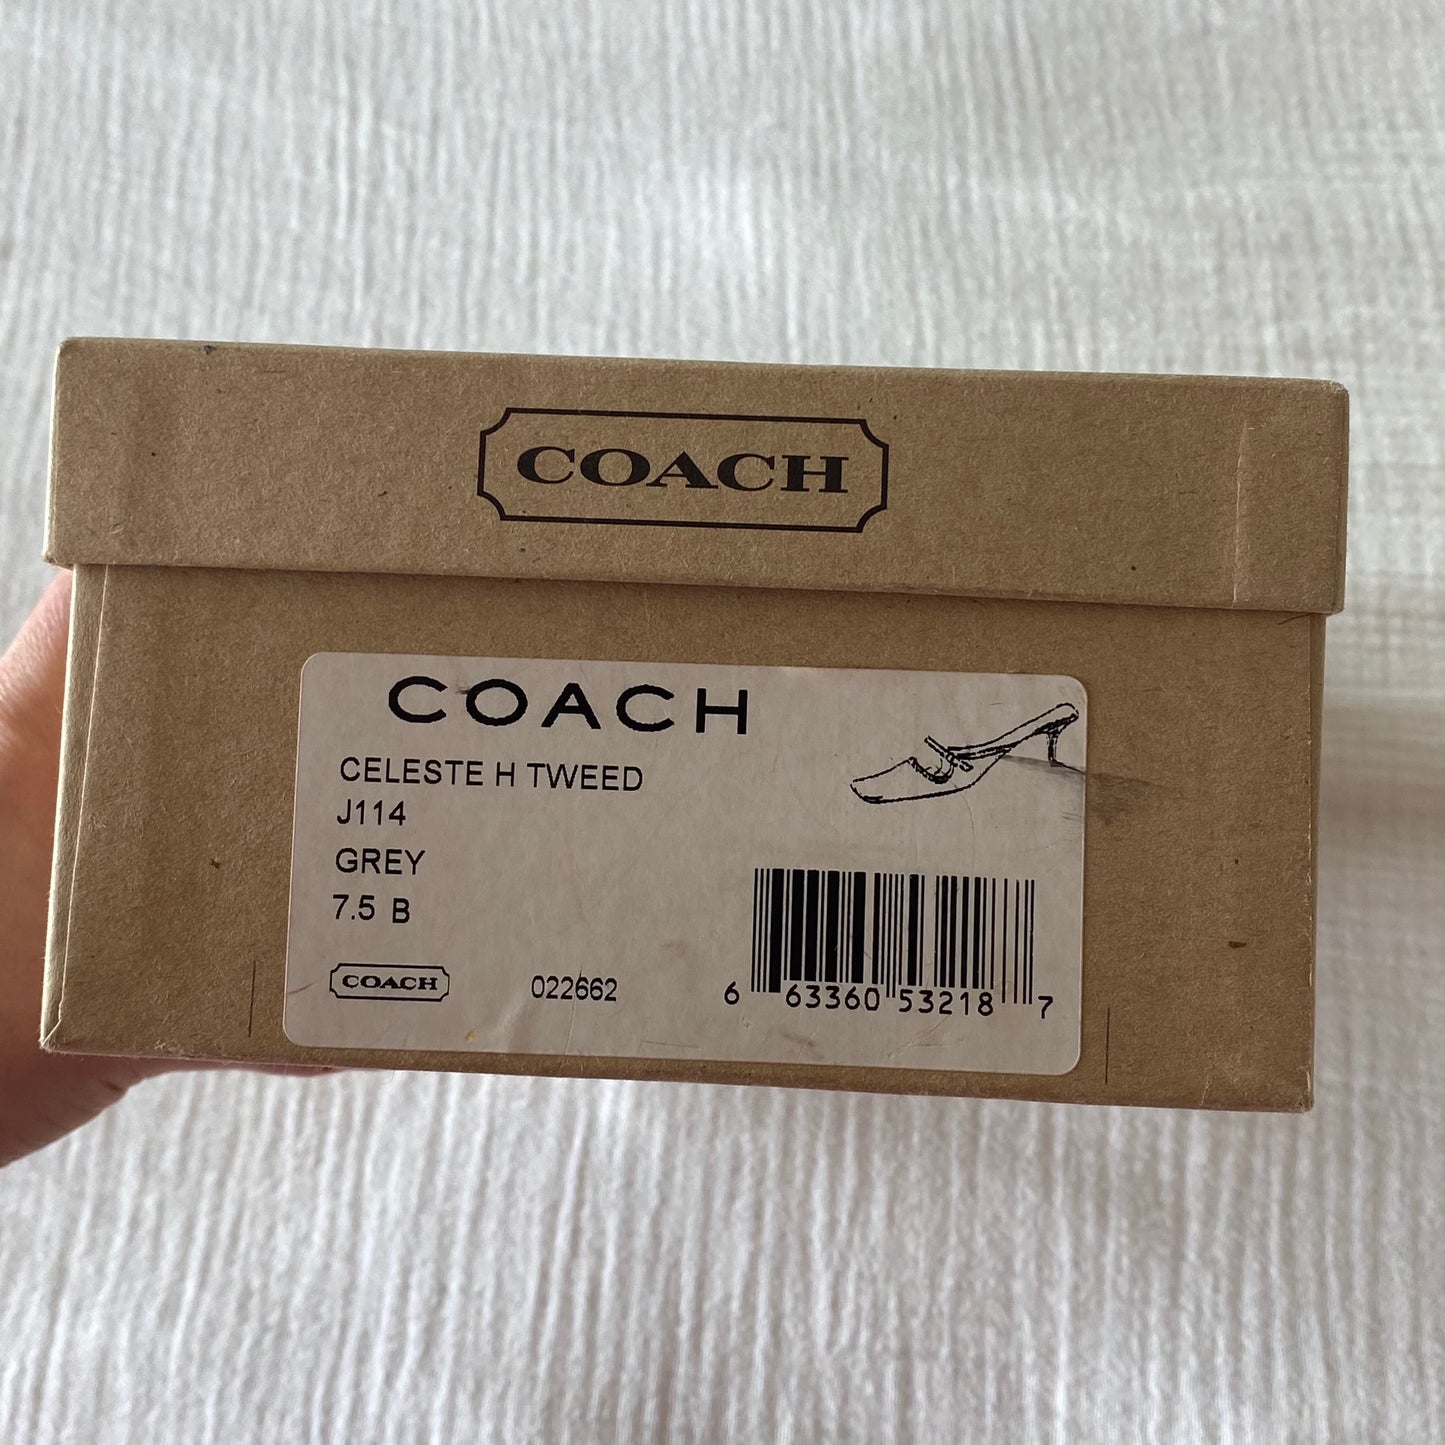 COACH
COACH
CELESTE H TWEED
J114
GREY
7.5 B
COACH
022662
6 63360 53218 7